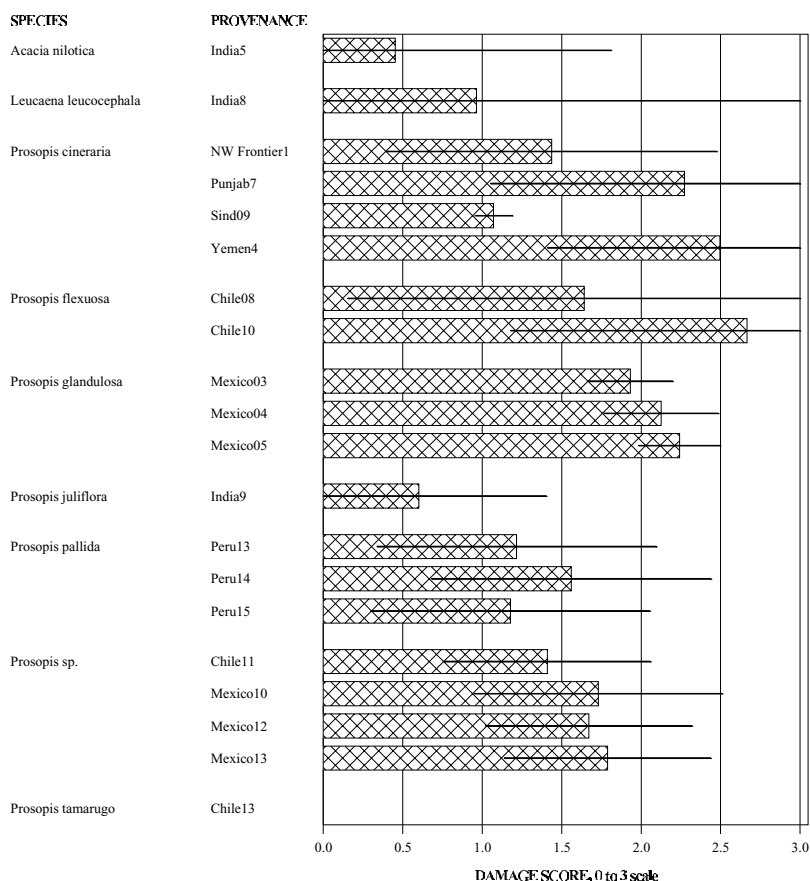 SPECIES PROVENANCE
Acacia nilotica India5
Leucaena leucocephala India8
Prosopis cineraria NW Frontier1
Punjab7
Sind09
Yemen4
Prosopis flexuosa Chile08
Chile10
Prosopis glandulosa Mexico03
Mexico04
Mexico05
Prosopis juliflora India9
Prosopis pallida Peru13
Peru14
Peru15
Prosopis sp. Chile11
Mexico10
Mexico12
Mexico13
Prosopis tamarugo Chile13
0.0 0.5 1.0 1.5 2.0 2.5 3.0
DAMAGE SCORE, 0 to 3 scale